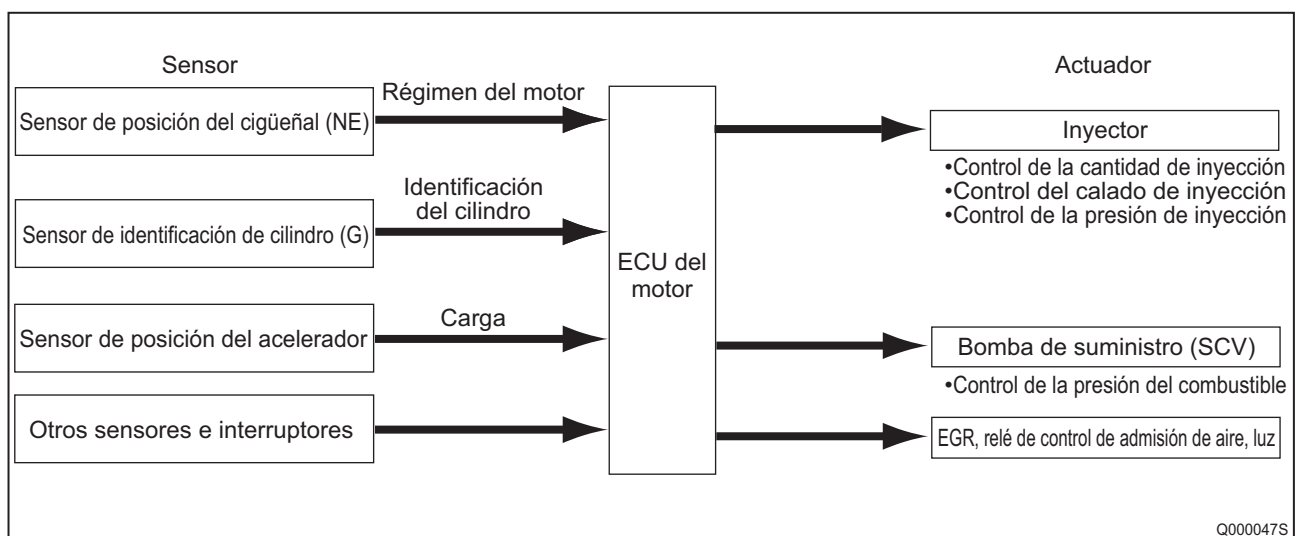 Sensor
Actuador
Régimen del motor
Sensor de posición del cigüeñal (NE)
Inyector
•Control de la cantidad de inyección
•Control del calado de inyección
•Control de la presión de inyección
Identificación
del cilindro
Sensor de identificación de cilindro (G)
ECU del
motor
Carga
Sensor de posición del acelerador
Bomba de suministro (SCV)
•Control de la presión del combustible
Otros sensores e interruptores
EGR, relé de control de admisión de aire, luz
Q000047S